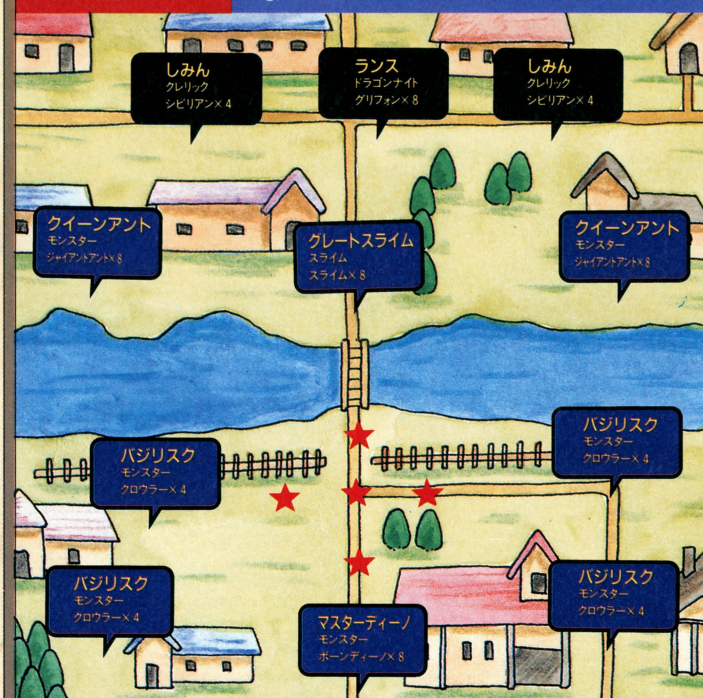 しみん
クレリック
シビリアン×4
ランス
ドラゴンナイト
グリフォン×8
しみん
クレリック
シビリアン×4
クイーンアント
モンスター
ジャイアントアント×8
グレートスライム
スライム
スライム×8
クイーンアント
モンスター
ジャイアントアント×8
バジリスク
モンスター
クロウラー×4
バジリスク
モンスター
クロウラー×4
バジリスク
モンスター
クロウラー×4
マスターディーノ
モンスター
ボーンディーノ×8
バジリスク
モンスター
クロウラー×4